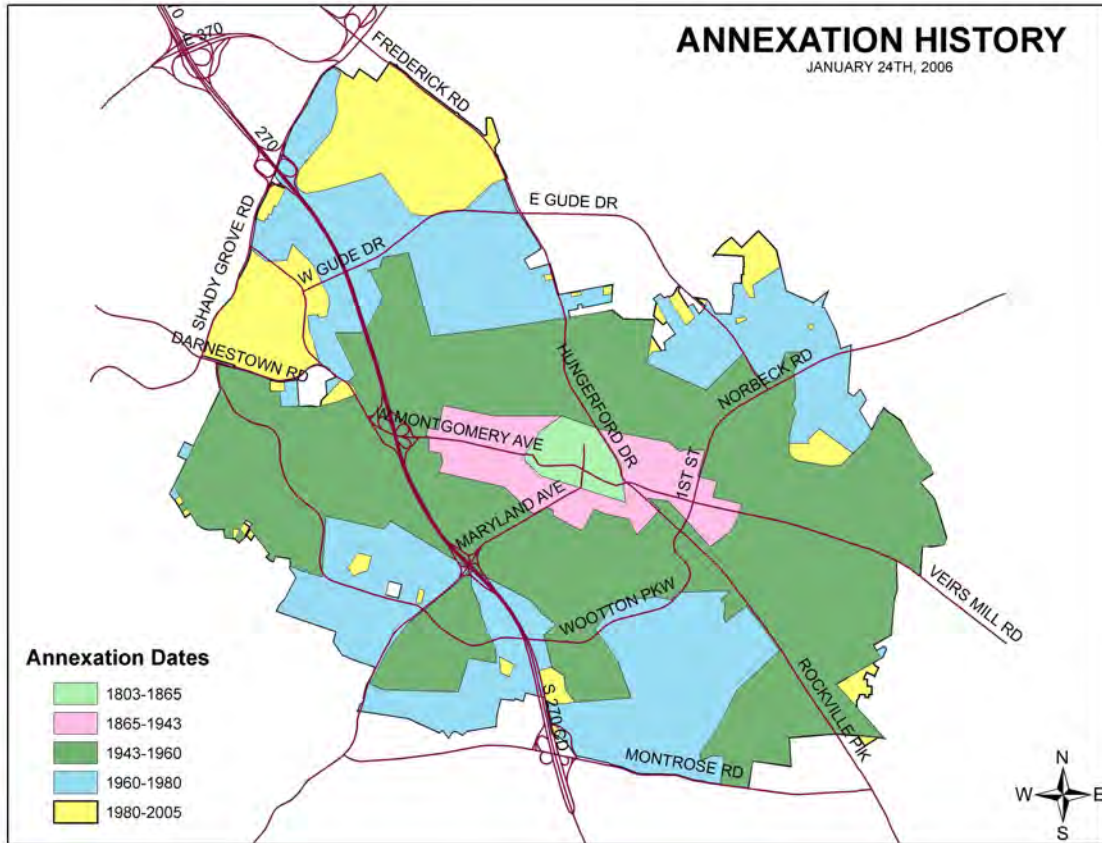 ANNEXATION HISTORY
JANUARY 24TH, 2006
E 370
FREDERICK RD
270
E GUDE DR
SHADY GROVE RD
W GUDE DR
DARNESTOWN RD
HUNGERFORD DR
NORBECK RD
W MONTGOMERY AVE
1ST ST
MARYLAND AVE
VEIRS MILL RD
WOOTTON PKW
ROCKVILLE PIK
S 270 CD
MONTROSE RD
Annexation Dates
1803-1865
1865-1943
1943-1960
1960-1980
1980-2005
N
W
E
S